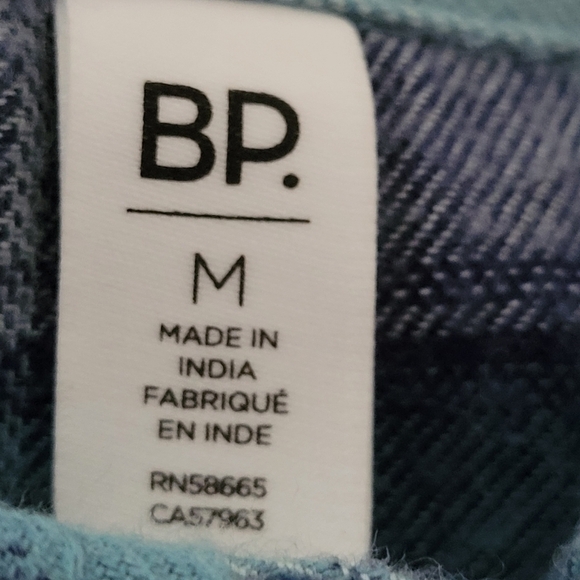 BP.
M
MADE IN
INDIA
FABRIQUÉ
EN INDE
RN58665
CA57963